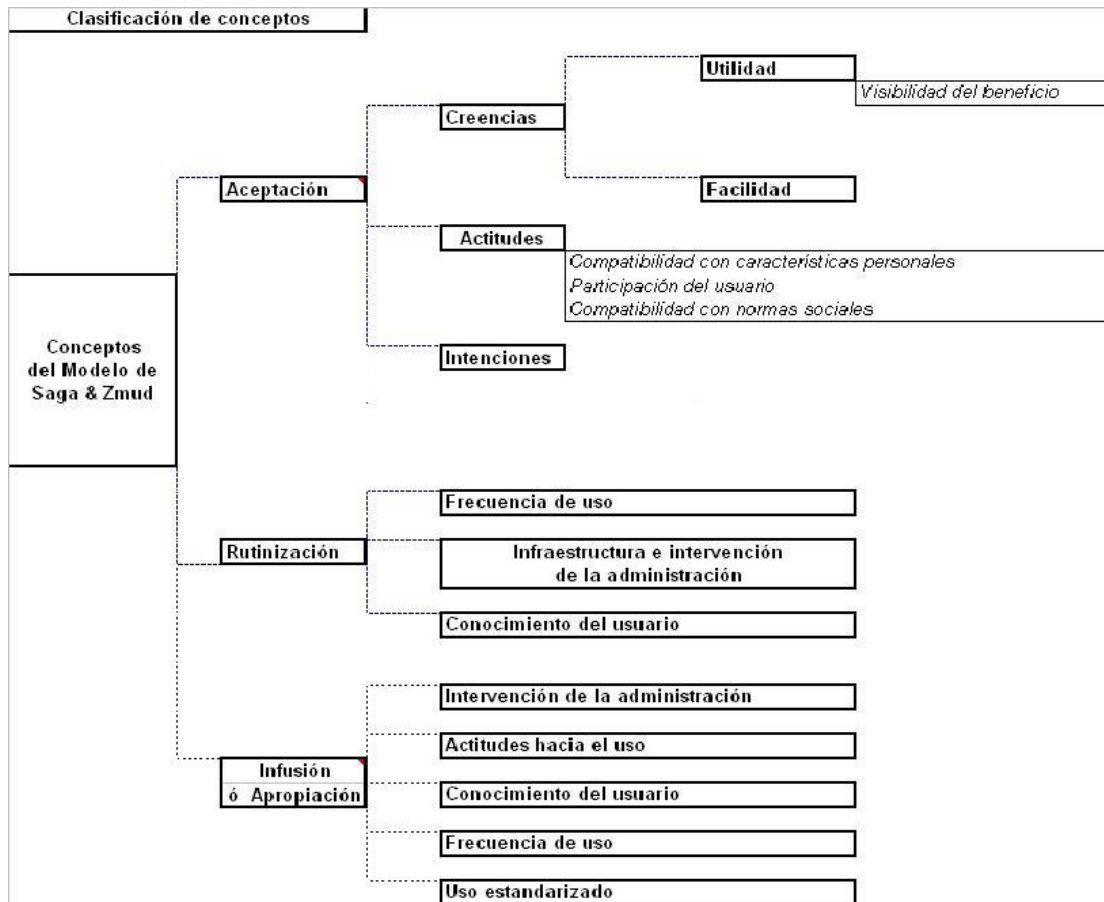 Clasificación de conceptos
Utilidad
Visibilidad del beneficio
Creencias
Aceptación
Facilidad
Actitudes
Compatibilidad con características personales
Participación del usuario
Compatibilidad con normas sociales
Conceptos
del Modelo de
Saga & Zmud
Intenciones
Frecuencia de uso
Rutinización
Infraestructura e intervención
de la administración
Conocimiento del usuario
Intervención de la administración
Actitudes hacia el uso
Infusión
ó Apropiación
Conocimiento del usuario
Frecuencia de uso
Uso estandarizado